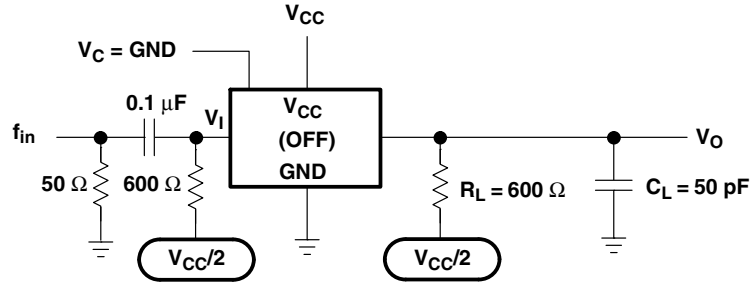 VCC
VC = GND
0.1 μF
fin
VI
VCC
(OFF)
GND
VO
50 Ω
600 Ω
RL = 600 Ω
CL = 50 pF
VCC/2
VCC/2